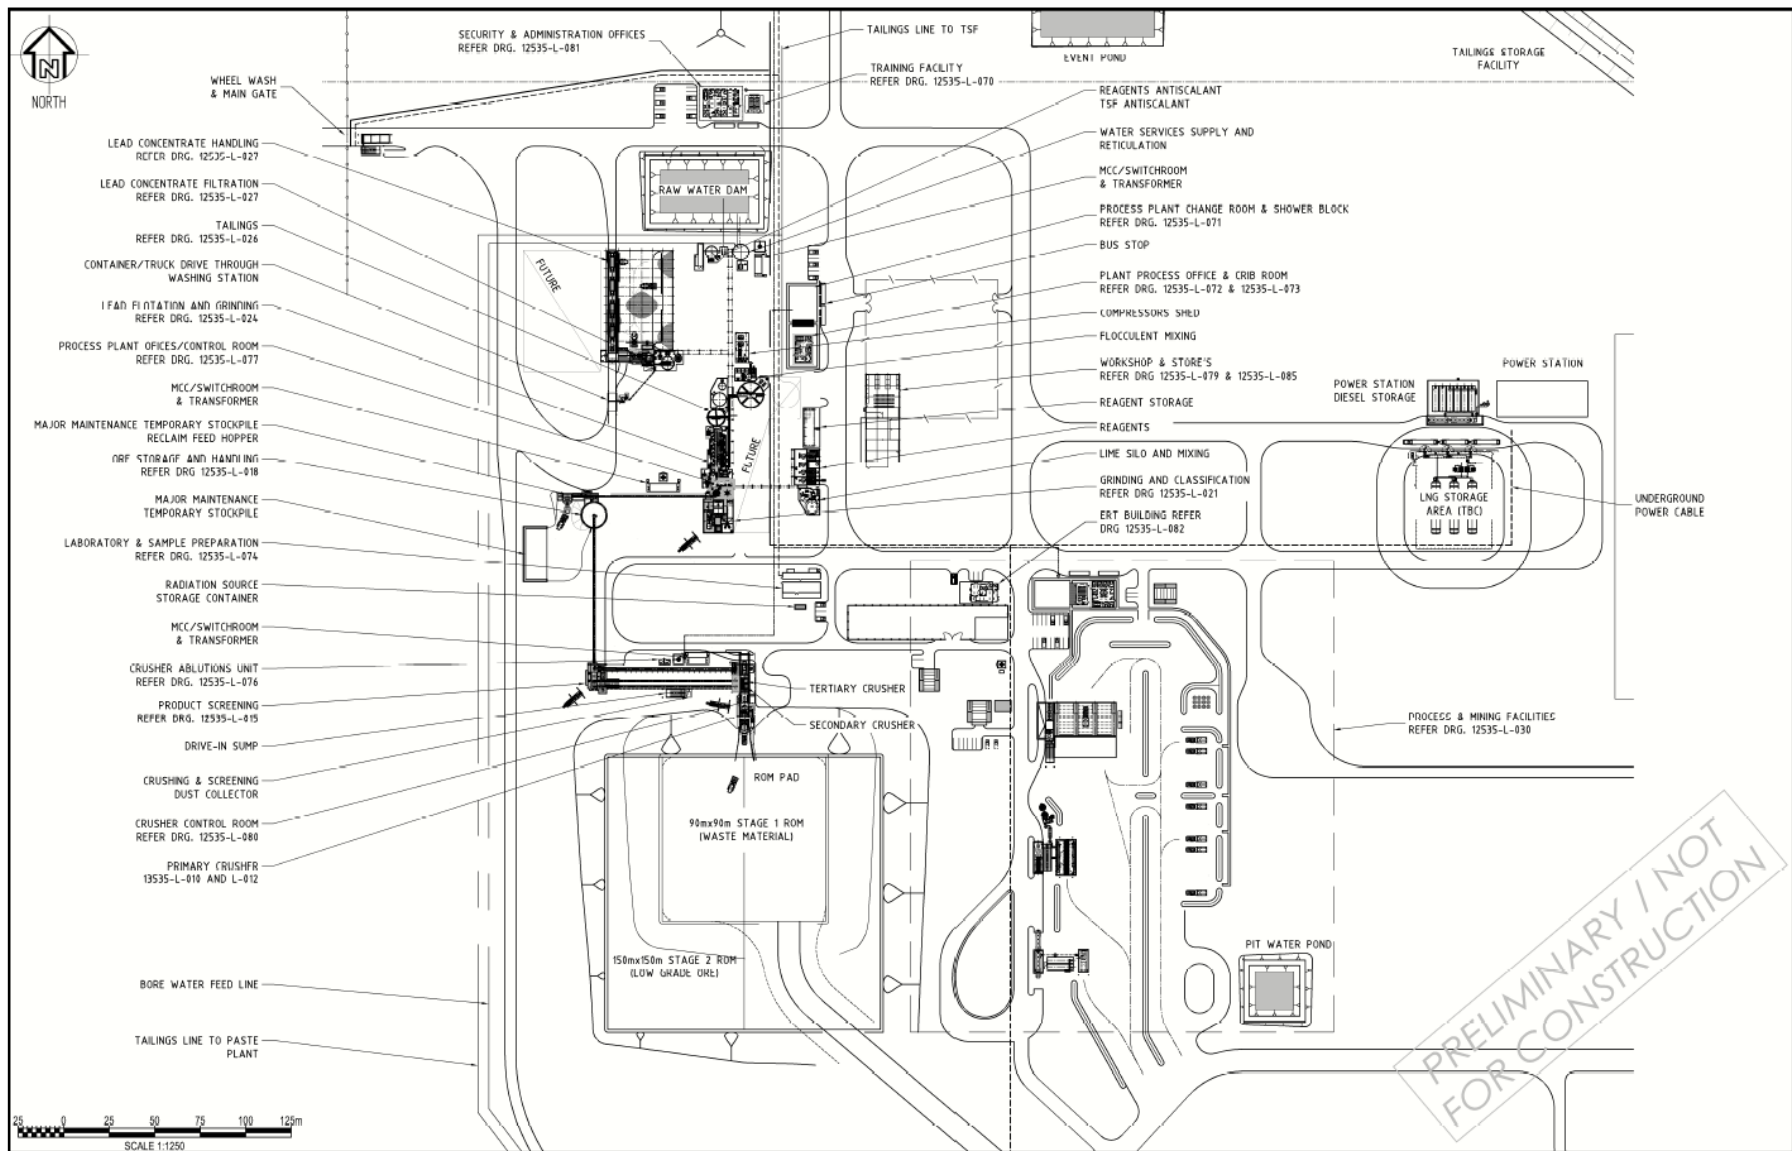 NORTH
SECURITY & ADMINISTRATION OFFICES
REFER DRG. 12535-L-081
TAILINGS LINE TO TSF
EVENT POND
TAILINGS STORAGE
FACILITY
WHEEL WASH
& MAIN GATE
TRAINING FACILITY
REFER DRG. 12535-L-070
REAGENTS ANTISCALANT
TSF ANTISCALANT
WATER SERVICES SUPPLY AND
RETICULATION
MCC/SWITCHROOM
& TRANSFORMER
PROCESS PLANT CHANGE ROOM & SHOWER BLOCK
REFER DRG. 12535-L-071
BUS STOP
PLANT PROCESS OFFICE & CRIB ROOM
REFER DRG. 12535-L-072 & 12535-L-073
COMPRESSORS SHED
FLOCCULENT MIXING
WORKSHOP & STORE'S
REFER DRG 12535-L-079 & 12535-L-085
REAGENT STORAGE
REAGENTS
LIME SILO AND MIXING
GRINDING AND CLASSIFICATION
REFER DRG 12535-L-021
ERT BUILDING REFER
DRG 12535-L-082
LEAD CONCENTRATE HANDLING
REFER DRG. 12535-L-027
LEAD CONCENTRATE FILTRATION
REFER DRG. 12535-L-027
TAILINGS
REFER DRG. 12535-L-026
CONTAINER/TRUCK DRIVE THROUGH
WASHING STATION
LEAD FLOTATION AND GRINDING
REFER DRG. 12535-L-024
PROCESS PLANT OFICES/CONTROL ROOM
REFER DRG. 12535-L-077
MCC/SWITCHROOM
& TRANSFORMER
MAJOR MAINTENANCE TEMPORARY STOCKPILE
RECLAIM FEED HOPPER
ORE STORAGE AND HANDLING
REFER DRG 12535-L-018
MAJOR MAINTENANCE
TEMPORARY STOCKPILE
LABORATORY & SAMPLE PREPARATION
REFER DRG. 12535-L-074
RADIATION SOURCE
STORAGE CONTAINER
MCC/SWITCHROOM
& TRANSFORMER
CRUSHER ABLUTIONS UNIT
REFER DRG. 12535-L-076
PRODUCT SCREENING
REFER DRG. 12535-L-015
DRIVE-IN SUMP
CRUSHING & SCREENING
DUST COLLECTOR
CRUSHER CONTROL ROOM
REFER DRG. 12535-L-080
PRIMARY CRUSHER
13535-L-010 AND L-012
BORE WATER FEED LINE
TAILINGS LINE TO PASTE
PLANT
RAW WATER DAM
FUTURE
FUTURE
POWER STATION
POWER STATION
DIESEL STORAGE
LNG STORAGE
AREA (TBC)
UNDERGROUND
POWER CABLE
TERTIARY CRUSHER
SECONDARY CRUSHER
ROM PAD
90mx90m STAGE 1 ROM
(WASTE MATERIAL)
150mx150m STAGE 2 ROM
(LOW GRADE ORE)
PROCESS & MINING FACILITIES
REFER DRG. 12535-L-030
PIT WATER POND
PRELIMINARY / NOT
FOR CONSTRUCTION
25 0 25 50 75 100 125m
SCALE 1:1250